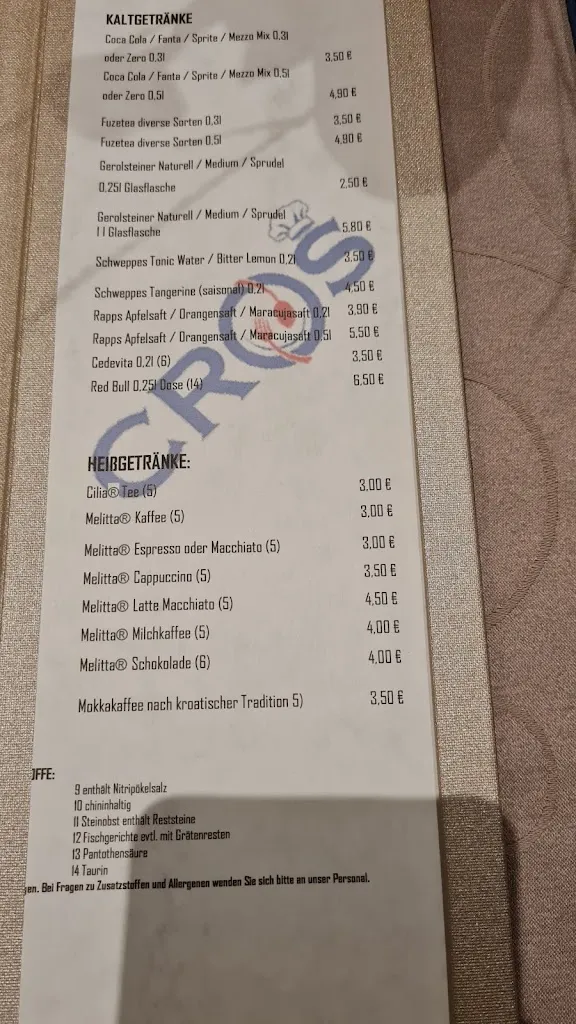 KALTGETRÄNKE
Coca Cola / Fanta / Sprite / Mezzo Mix 0,3l
oder Zero 0,3l 3,50 €
Coca Cola / Fanta / Sprite / Mezzo Mix 0,5l
oder Zero 0,5l 4,90 €
Fuzetea diverse Sorten 0,3l 3,50 €
Fuzetea diverse Sorten 0,5l 4,90 €
Gerolsteiner Naturell / Medium / Sprudel
0,25l Glasflasche 2,50 €
Gerolsteiner Naturell / Medium / Sprudel
1 l Glasflasche 5,80 €
Schweppes Tonic Water / Bitter Lemon 0,2l 3,50 €
Schweppes Tangerine (saisonal) 0,2l 4,50 €
Rapps Apfelsaft / Orangensaft / Maracujasaft 0,2l 3,90 €
Rapps Apfelsaft / Orangensaft / Maracujasaft 0,5l 5,50 €
Cedevita 0,2l (6) 3,50 €
Red Bull 0,25l Dose (14) 6,50 €
CROS
HEIßGETRÄNKE:
Cilia® Tee (5) 3,00 €
Melitta® Kaffee (5) 3,00 €
Melitta® Espresso oder Macchiato (5) 3,00 €
Melitta® Cappuccino (5) 3,50 €
Melitta® Latte Macchiato (5) 4,50 €
Melitta® Milchkaffee (5) 4,00 €
Melitta® Schokolade (6) 4,00 €
Mokkakaffee nach kroatischer Tradition 5) 3,50 €
OFFE:
9 enthält Nitripökelsalz
10 chininhaltig
11 Steinobst enthält Reststeine
12 Fischgerichte evtl. mit Grätenresten
13 Pantothensäure
14 Taurin
gen. Bei Fragen zu Zusatzstoffen und Allergenen wenden Sie sich bitte an unser Personal.